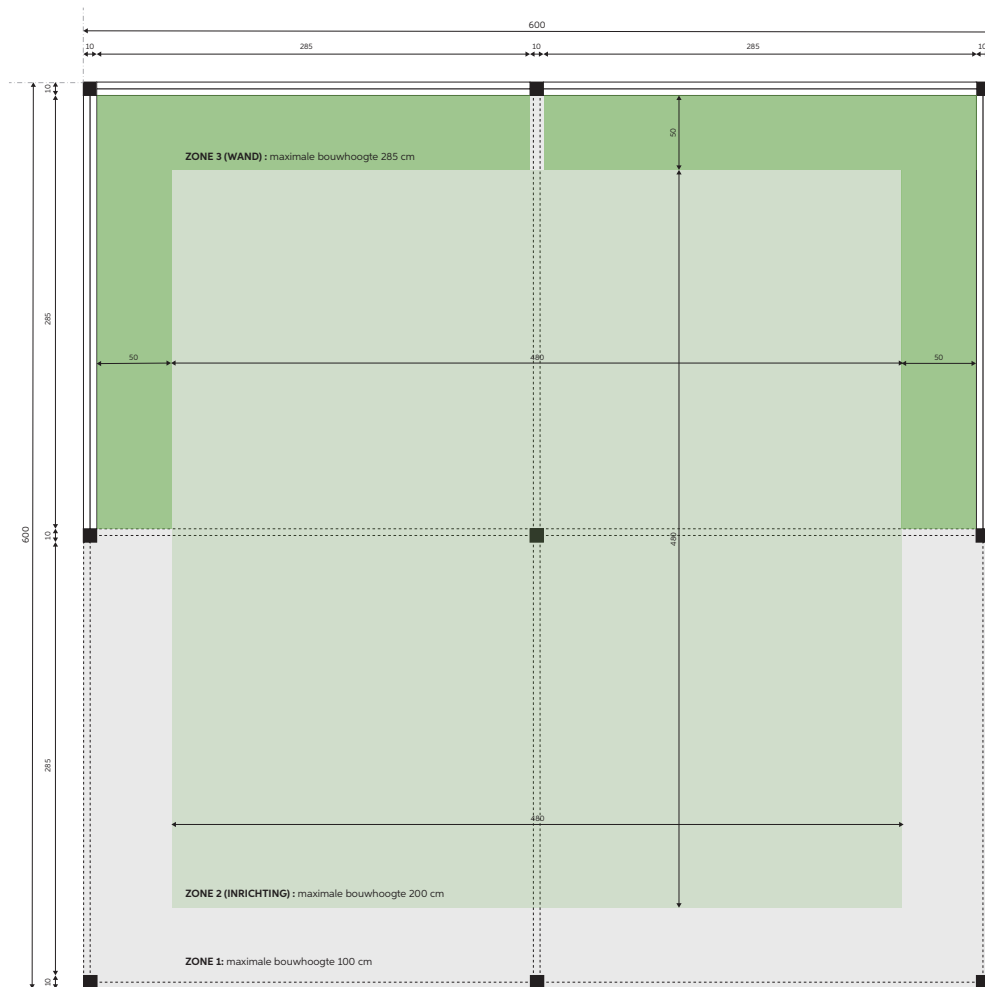 600
10 285 10 285 10
10
50
ZONE 3 (WAND) : maximale bouwhoogte 285 cm
285
50 480 50
600
10
480
285
480
ZONE 2 (INRICHTING) : maximale bouwhoogte 200 cm
ZONE 1: maximale bouwhoogte 100 cm
10